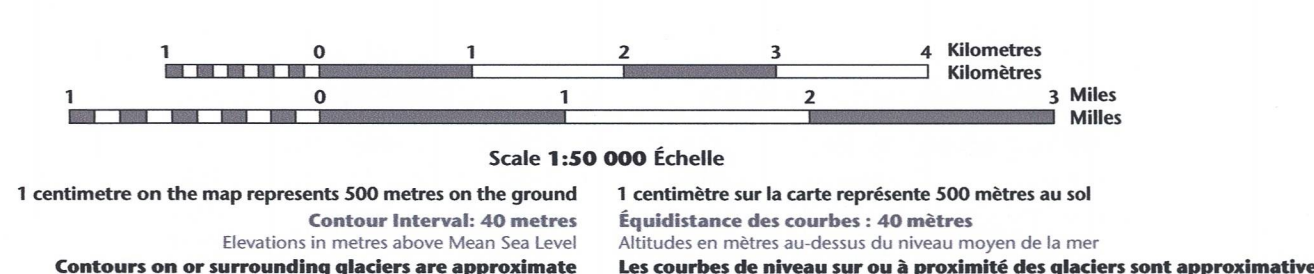 1 0 1 2 3 4 Kilometres
Kilomètres
1 0 1 2 3 Miles
Milles
Scale 1:50 000 Échelle
1 centimetre on the map represents 500 metres on the ground
Contour Interval: 40 metres
Elevations in metres above Mean Sea Level
Contours on or surrounding glaciers are approximate
1 centimètre sur la carte représente 500 mètres au sol
Équidistance des courbes : 40 mètres
Altitudes en mètres au-dessus du niveau moyen de la mer
Les courbes de niveau sur ou à proximité des glaciers sont approximative